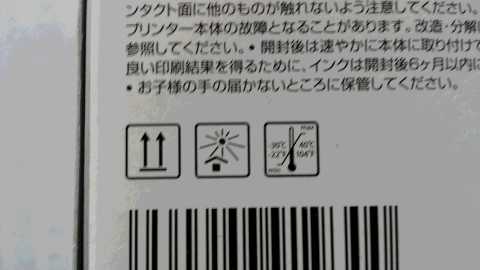 ンタクト面に他のものが触れないよう注意してください。
プリンター本体の故障となることがあります。改造・分解
参照してください。• 開封後は速やかに本体に取り付けて
良い印刷結果を得るために、インクは開封後6ヶ月以内に
• お子様の手の届かないところに保管してください。
max
-30℃ 40℃
-22°F 104°F
min